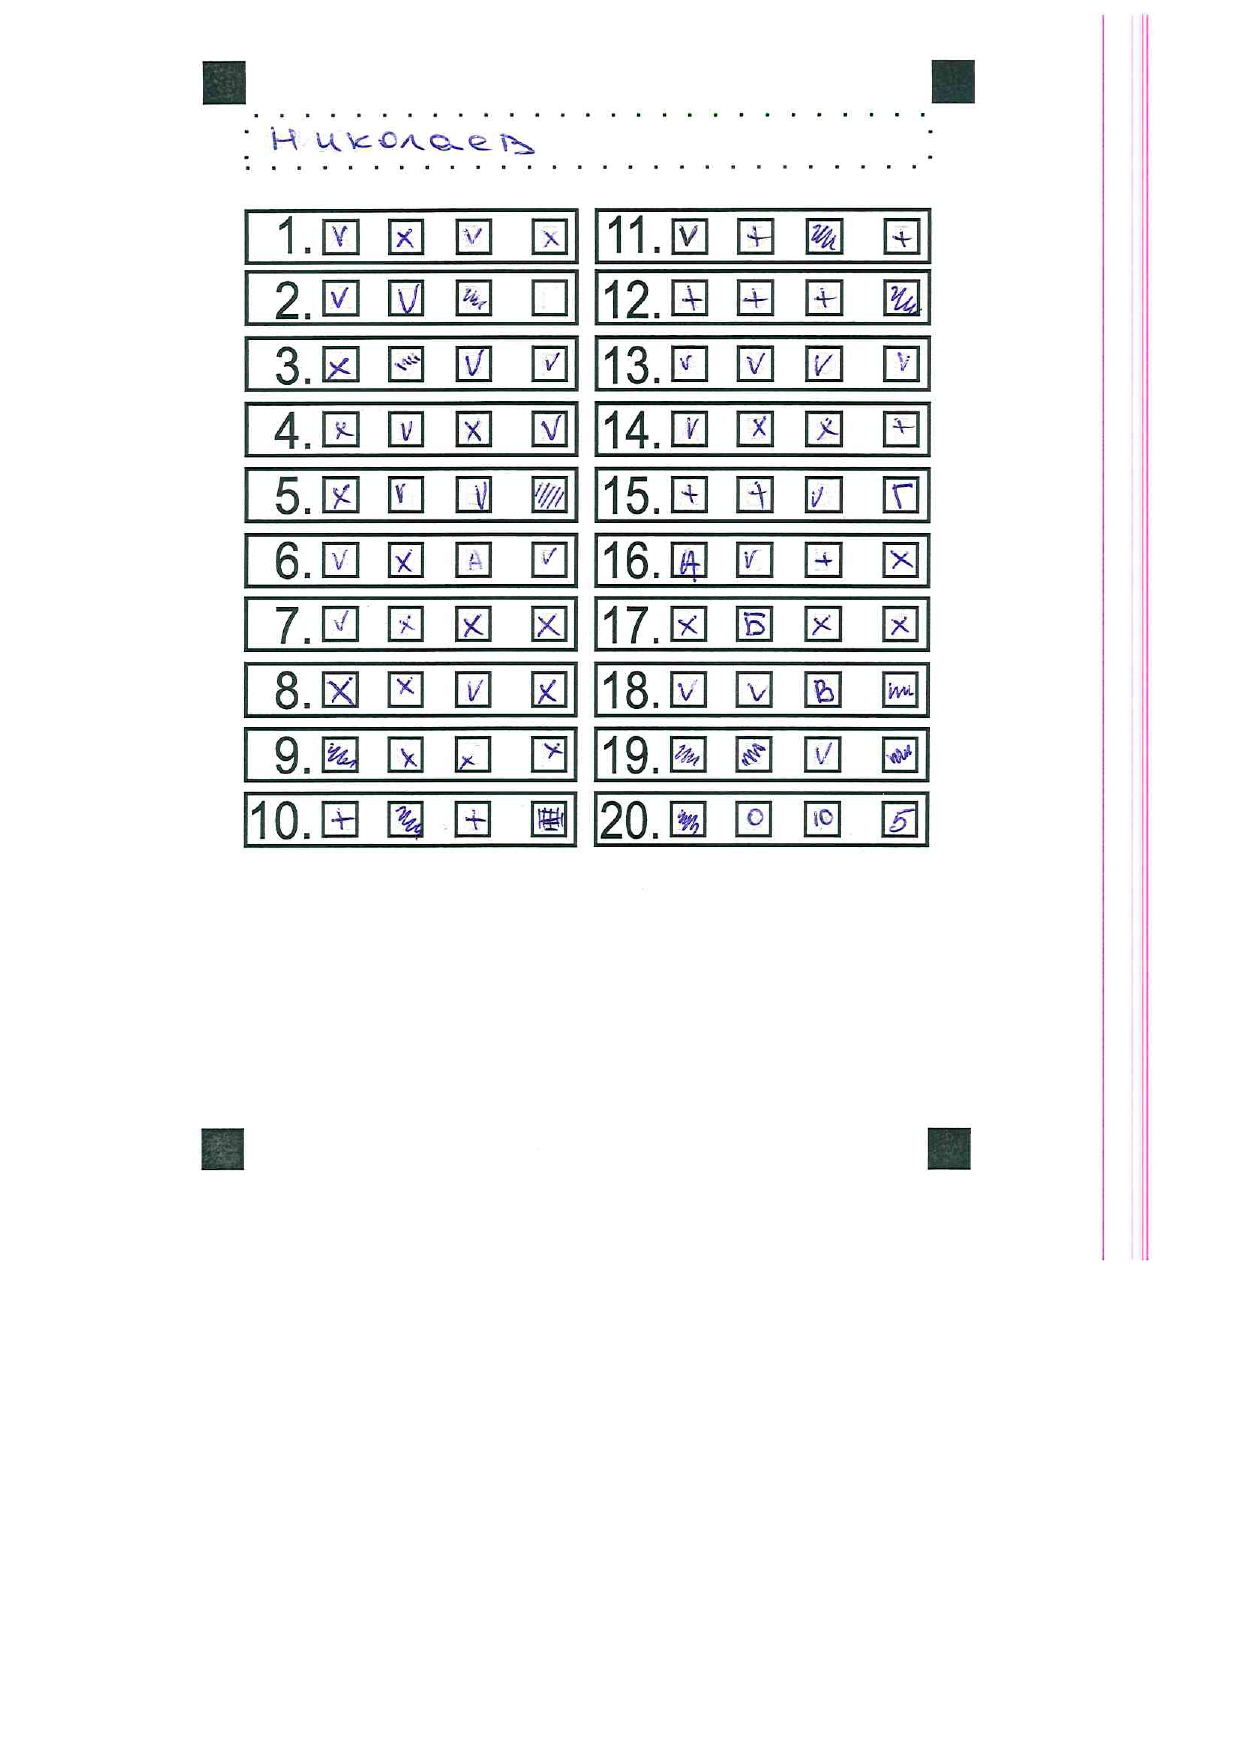 Николаев
1. V X V X
2. V V
3. X V V
4. X V X V
5. X V V
6. V X А V
7. V X X X
8. X X V X
9. X X X
10. + +
11. V + +
12. + + +
13. V V V V
14. V X X +
15. + + V Г
16. А V + X
17. X Б X X
18. V V В
19. V
20. 0 10 5